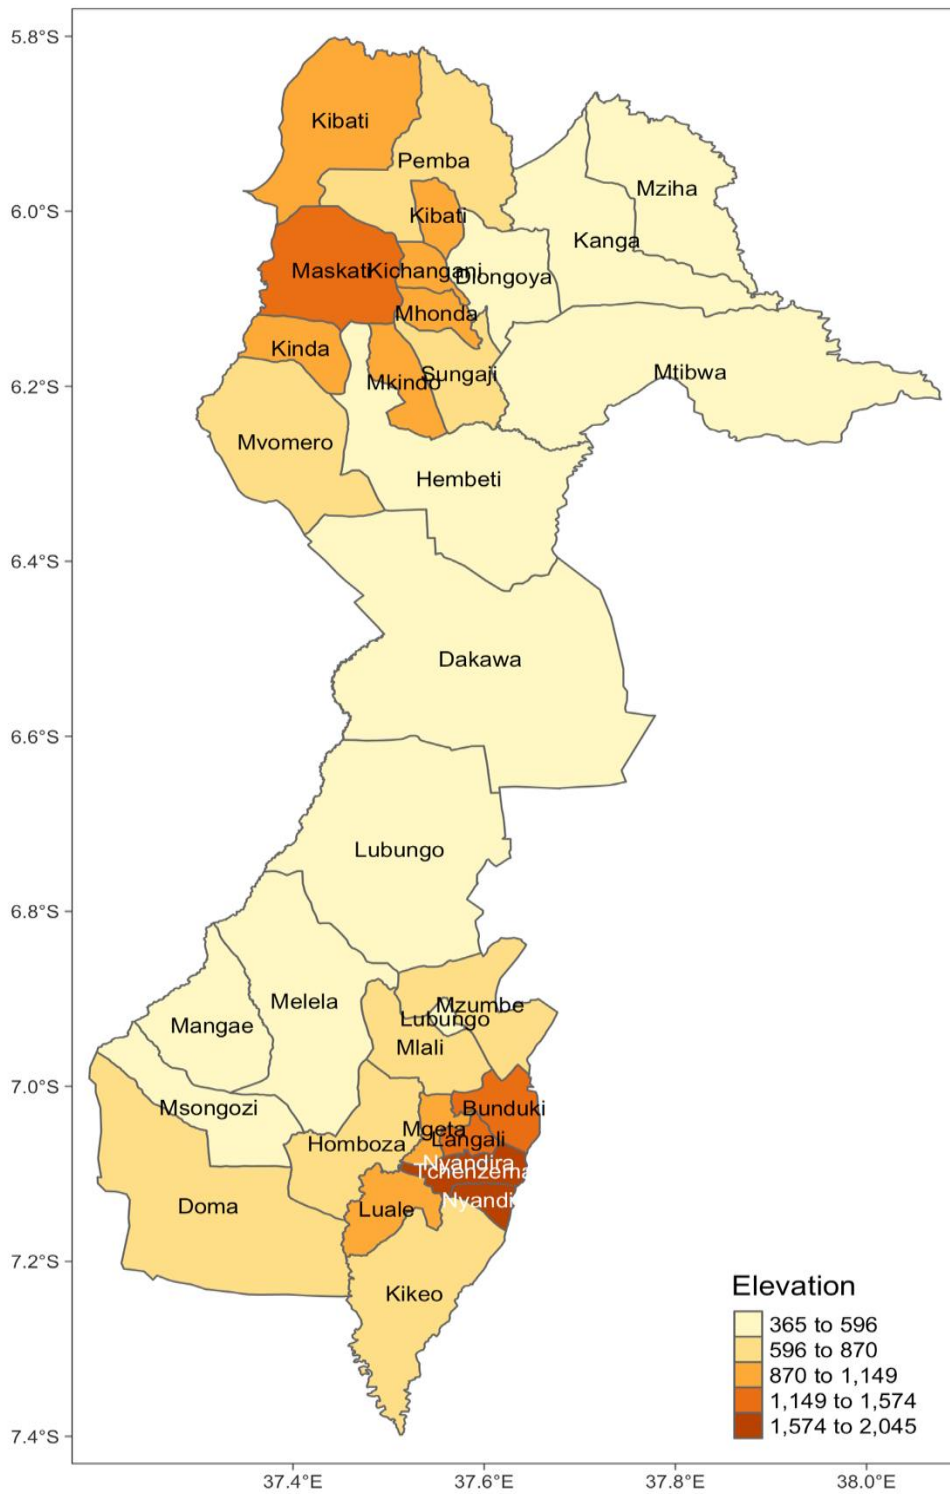 5.8°S
6.0°S
6.2°S
6.4°S
6.6°S
6.8°S
7.0°S
7.2°S
7.4°S
Kibati
Pemba
Mziha
Kibati
Kanga
Maskati
Kichangani
Diongoya
Mhonda
Kinda
Sungaji
Mtibwa
Mkindo
Mvomero
Hembeti
Dakawa
Lubungo
Melela
Mzumbe
Lubungo
Mangae
Mlali
Msongozi
Bunduki
Mgeta
Langali
Homboza
Nyandira
Tchenzema
Nyandi
Doma
Luale
Kikeo
Elevation
365 to 596
596 to 870
870 to 1,149
1,149 to 1,574
1,574 to 2,045
37.4°E
37.6°E
37.8°E
38.0°E